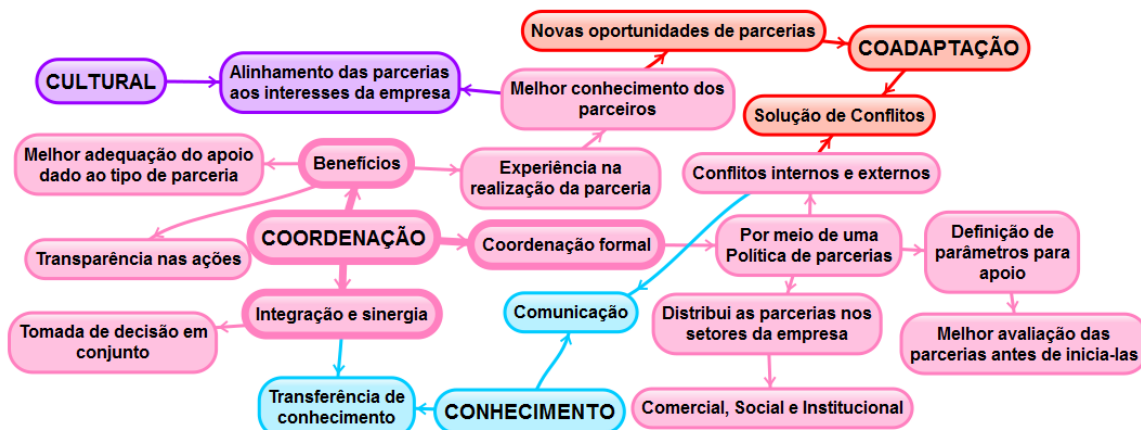 Novas oportunidades de parcerias
COADAPTAÇÃO
CULTURAL
Alinhamento das parcerias
aos interesses da empresa
Melhor conhecimento dos
parceiros
Solução de Conflitos
Melhor adequação do apoio
dado ao tipo de parceria
Benefícios
Experiência na
realização da parceria
Conflitos internos e externos
COORDENAÇÃO
Coordenação formal
Por meio de uma
Política de parcerias
Definição de
parâmetros para
apoio
Transparência nas ações
Integração e sinergia
Comunicação
Distribui as parcerias nos
setores da empresa
Tomada de decisão em
conjunto
Melhor avaliação das
parcerias antes de inicia-las
Transferência de
conhecimento
CONHECIMENTO
Comercial, Social e Institucional